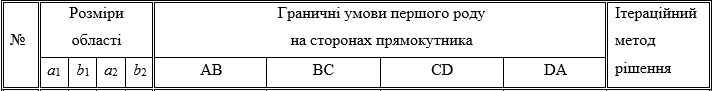 №
Розміри
області
Граничні умови першого роду
на сторонах прямокутника
Ітераційний
метод
рішення
a1 b1 a2 b2 AB BC CD DA